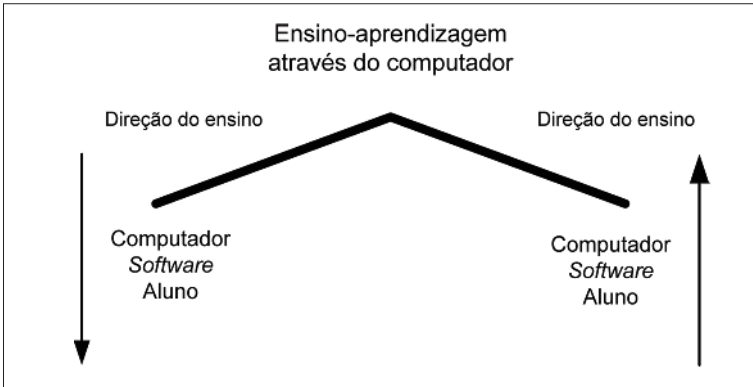 Ensino-aprendizagem
através do computador
Direção do ensino
Direção do ensino
Computador
Software
Aluno
Computador
Software
Aluno